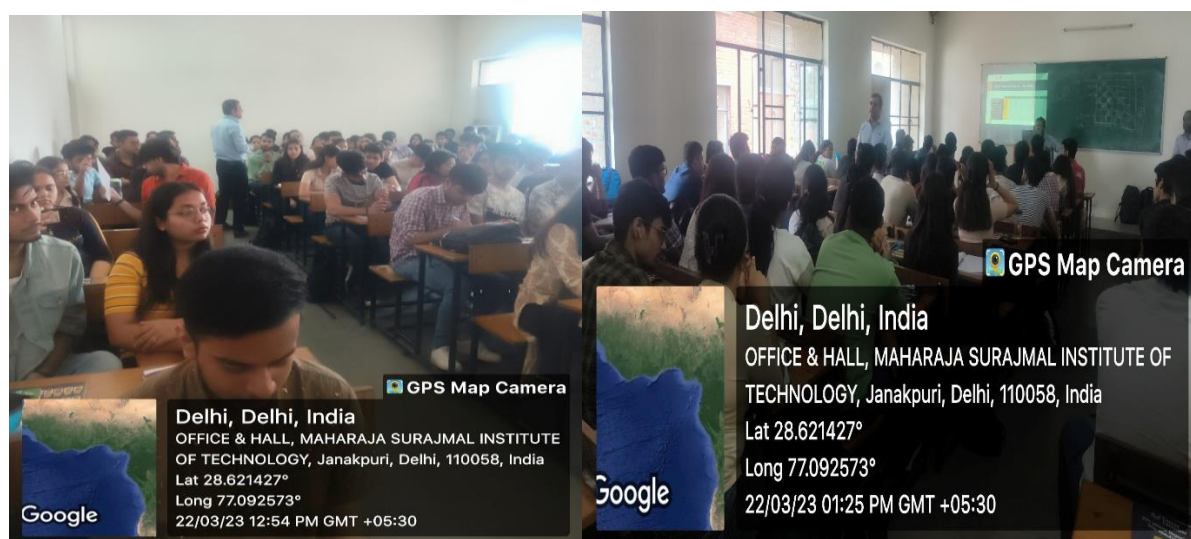 GPS Map Camera
Delhi, Delhi, India
OFFICE & HALL, MAHARAJA SURAJMAL INSTITUTE
OF TECHNOLOGY, Janakpuri, Delhi, 110058, India
Lat 28.621427°
Long 77.092573°
22/03/23 12:54 PM GMT +05:30
Google
GPS Map Camera
Delhi, Delhi, India
OFFICE & HALL, MAHARAJA SURAJMAL INSTITUTE OF
TECHNOLOGY, Janakpuri, Delhi, 110058, India
Lat 28.621427°
Long 77.092573°
22/03/23 01:25 PM GMT +05:30
Google